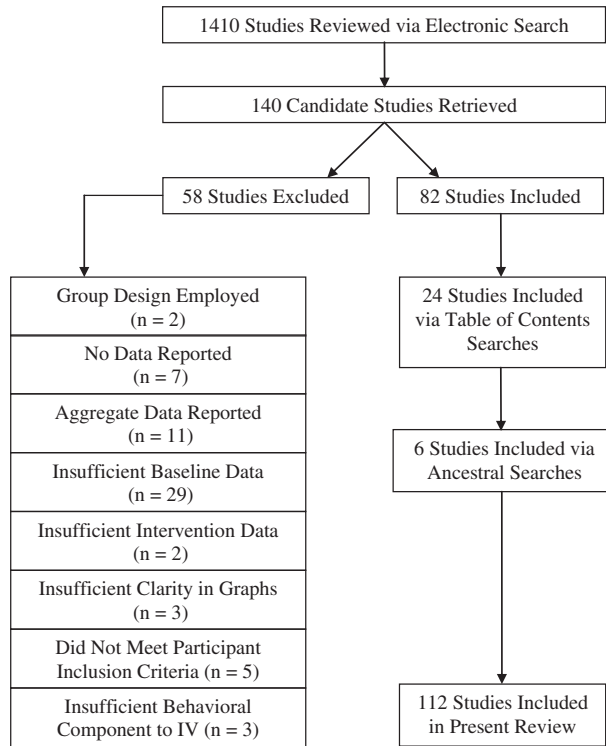 1410 Studies Reviewed via Electronic Search
140 Candidate Studies Retrieved
58 Studies Excluded
82 Studies Included
Group Design Employed
(n = 2)
No Data Reported
(n = 7)
Aggregate Data Reported
(n = 11)
Insufficient Baseline Data
(n = 29)
Insufficient Intervention Data
(n = 2)
Insufficient Clarity in Graphs
(n = 3)
Did Not Meet Participant
Inclusion Criteria (n = 5)
Insufficient Behavioral
Component to IV (n = 3)
24 Studies Included
via Table of Contents
Searches
6 Studies Included via
Ancestral Searches
112 Studies Included
in Present Review